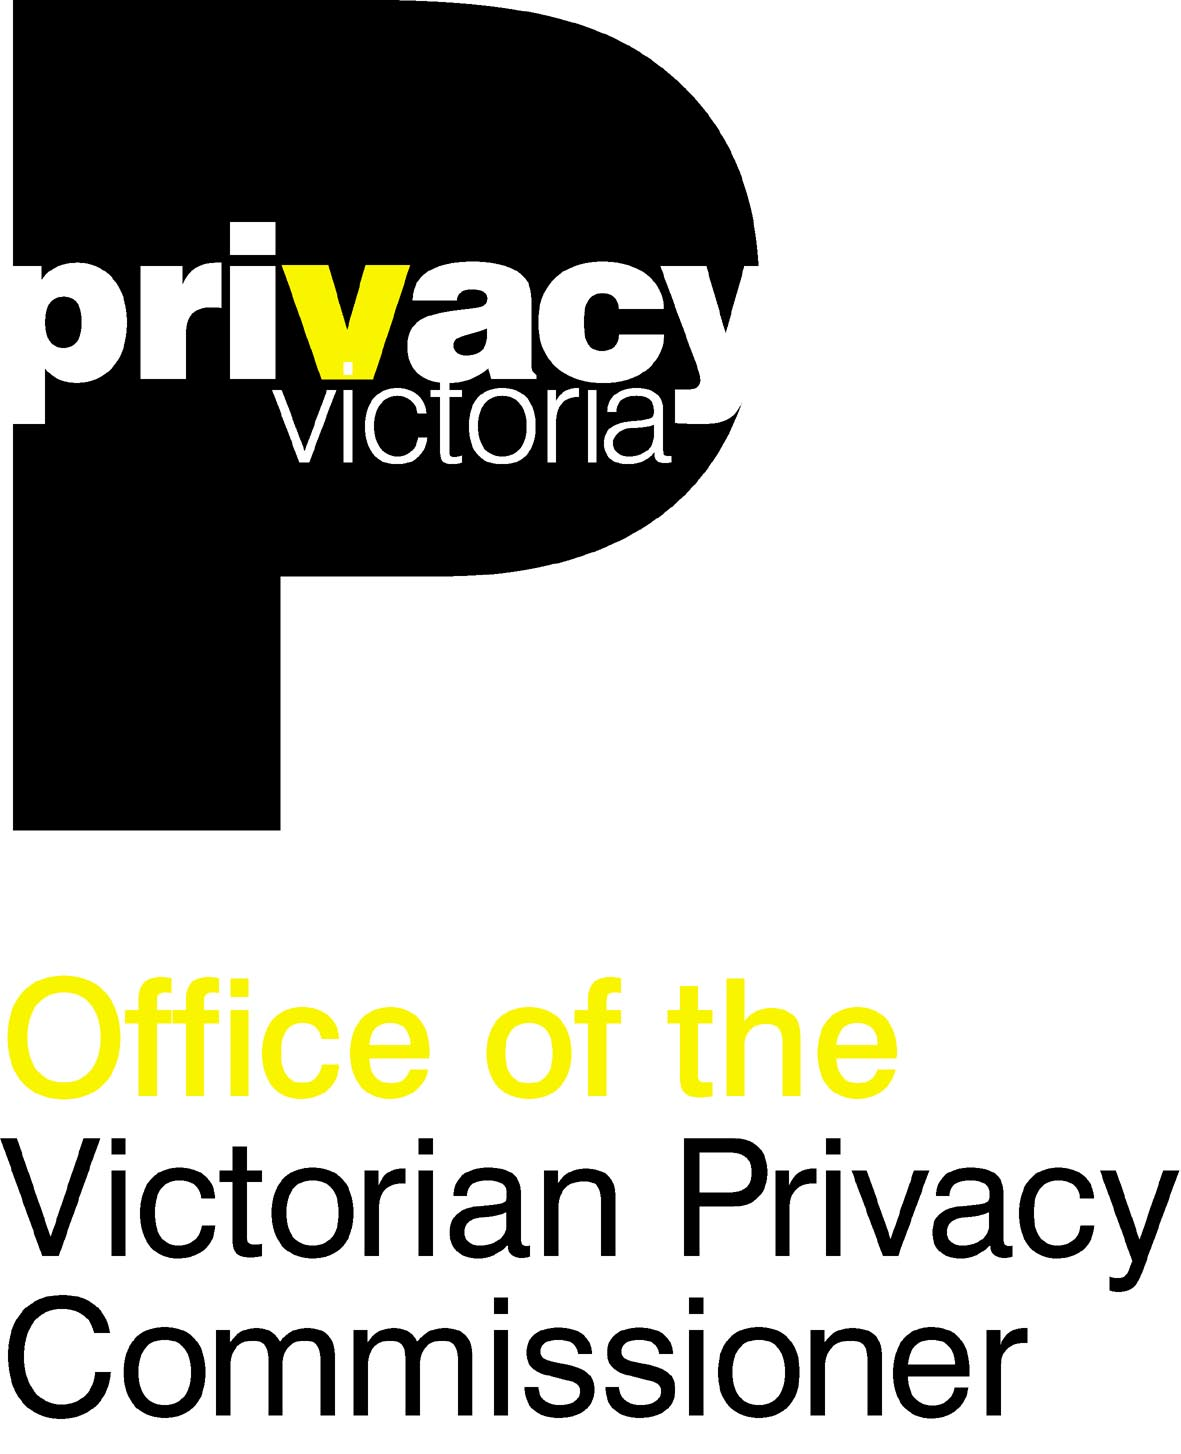 privacy
victoria
Office of the
Victorian Privacy
Commissioner